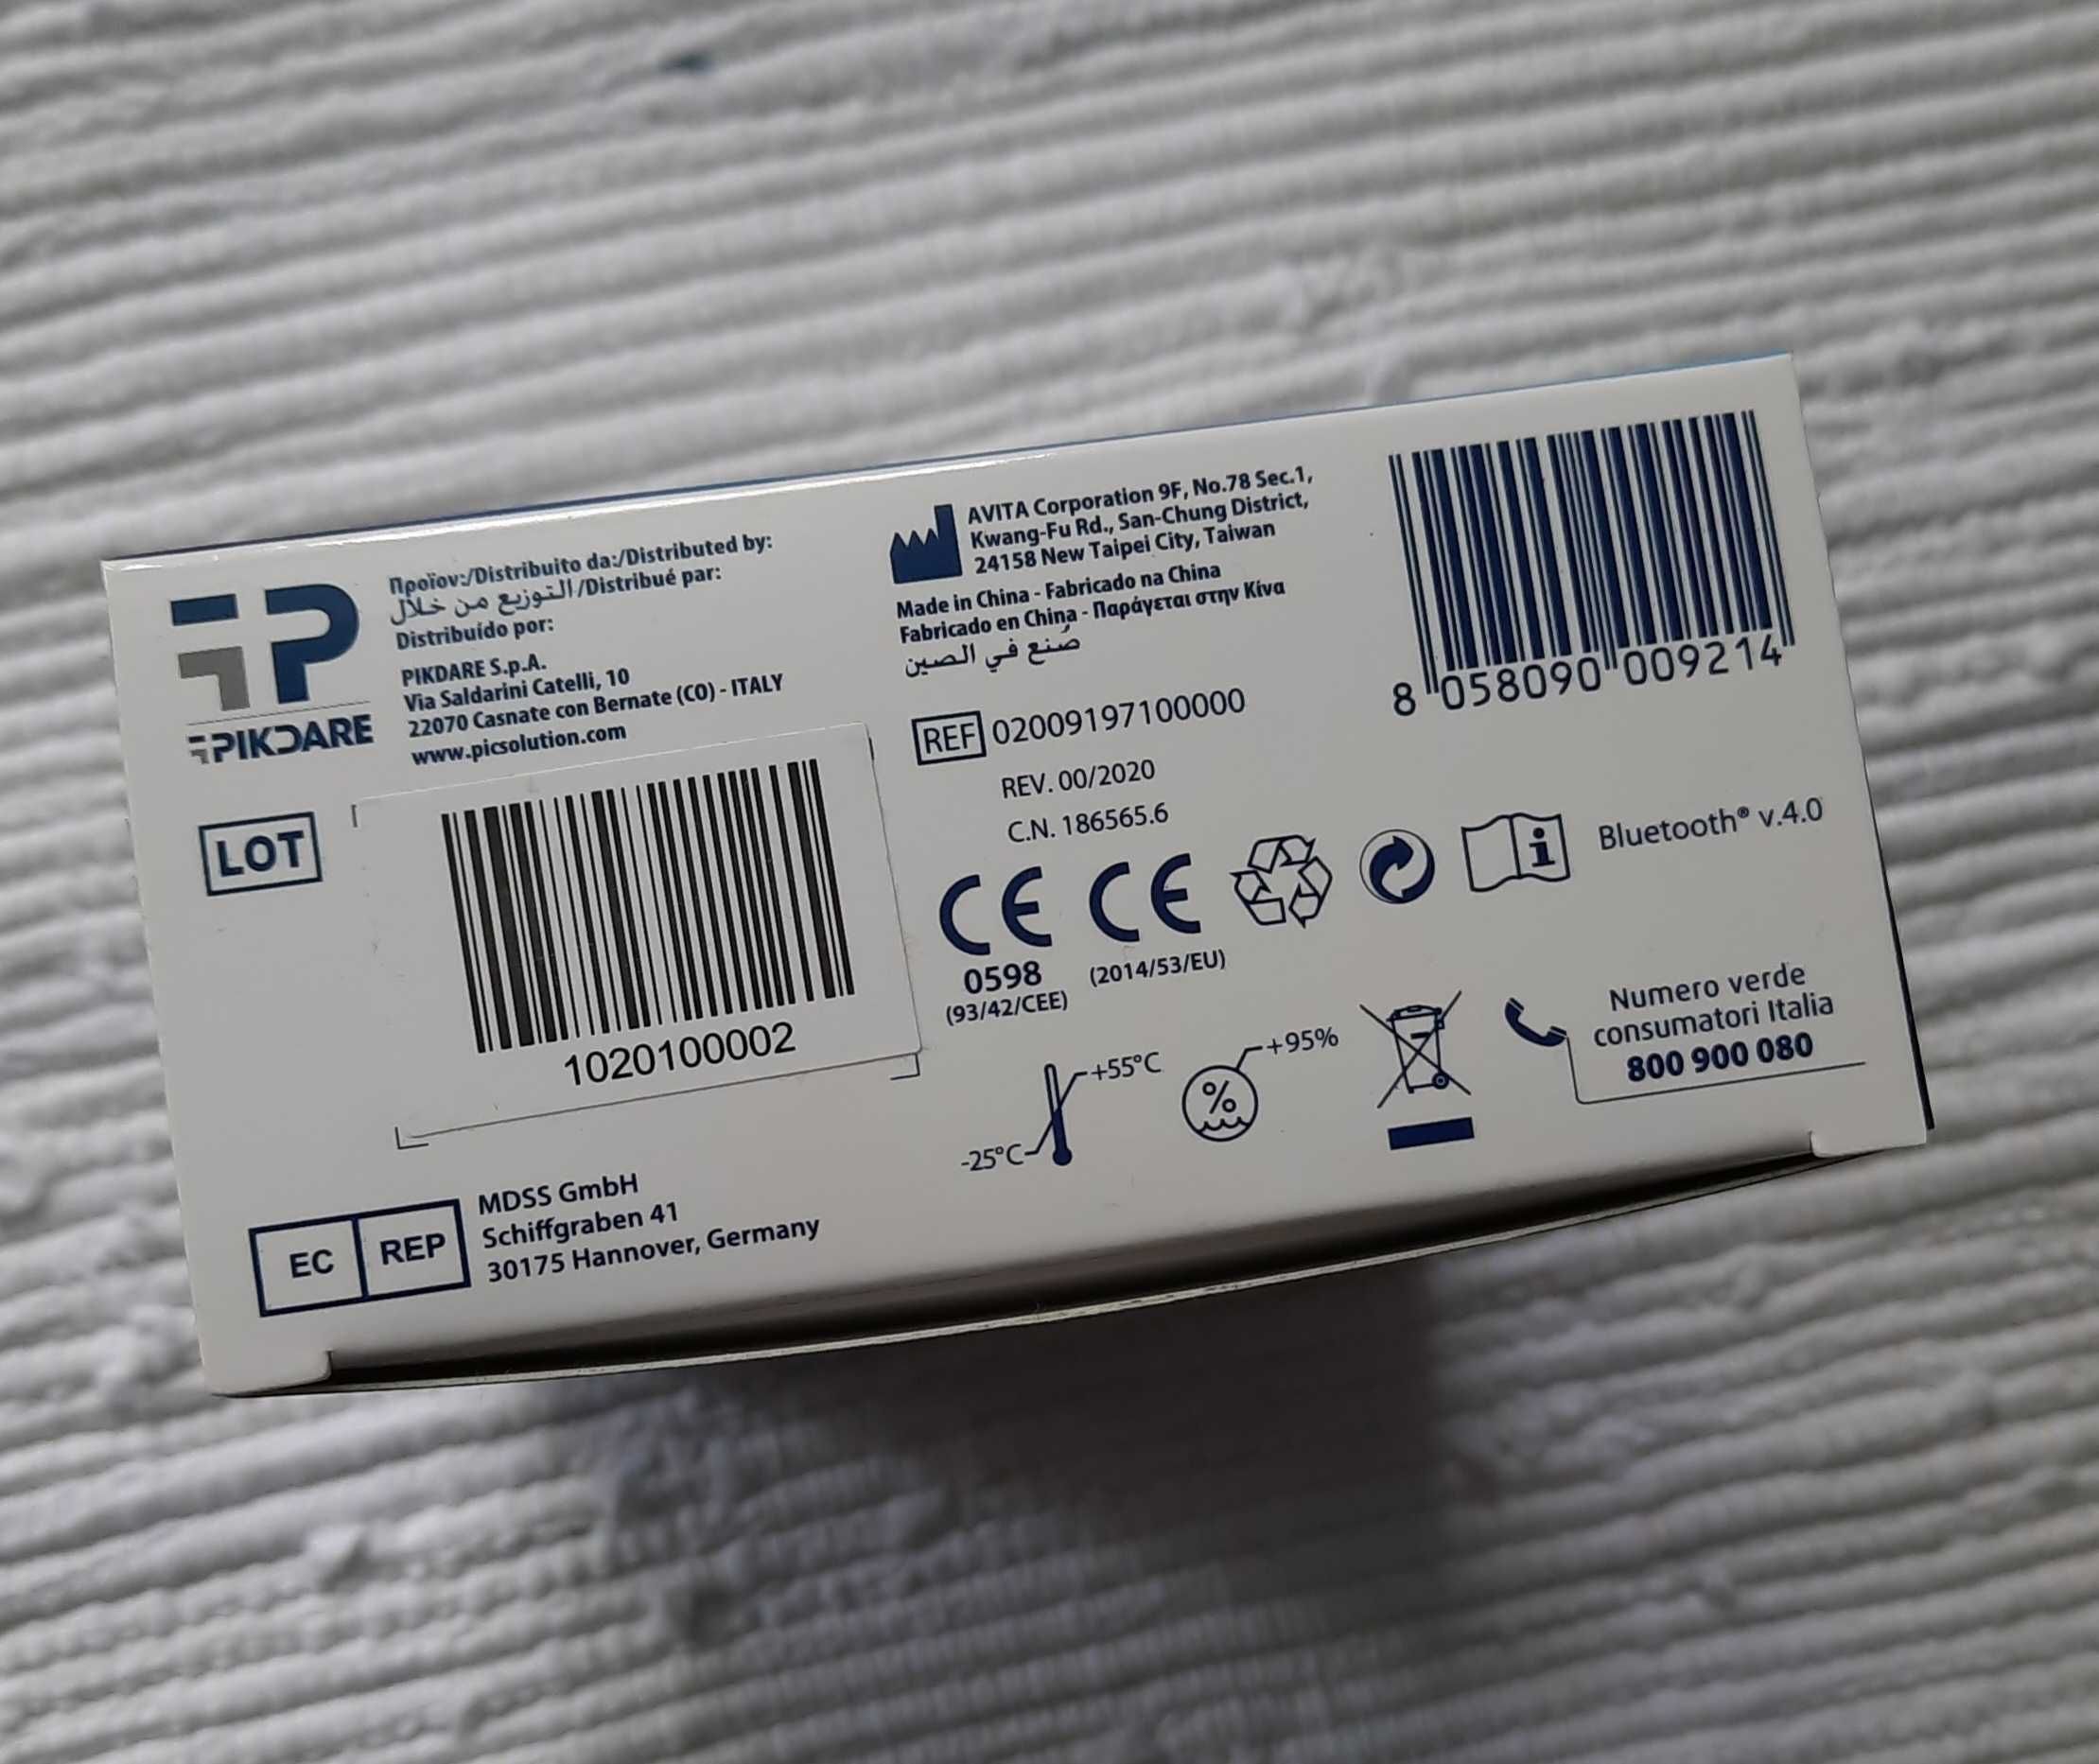 PIKDARE
Προϊον:/Distribuito da:/Distributed by:
التوزيع من خلال/Distribué par:
Distribuído por:
PIKDARE S.p.A.
Via Saldarini Catelli, 10
22070 Casnate con Bernate (CO) - ITALY
www.picsolution.com
LOT
1020100002
EC REP
MDSS GmbH
Schiffgraben 41
30175 Hannover, Germany
AVITA Corporation 9F, No.78 Sec.1,
Kwang-Fu Rd., San-Chung District,
24158 New Taipei City, Taiwan
Made in China - Fabricado na China
Fabricado en China - Παράγεται στην Κίνα
صُنع في الصين
REF 02009197100000
REV. 00/2020
C.N. 186565.6
CE CE
0598 (2014/53/EU)
(93/42/CEE)
+55°C
-25°C
% +95%
8 058090 009214
i Bluetooth® v.4.0
Numero verde
consumatori Italia
800 900 080